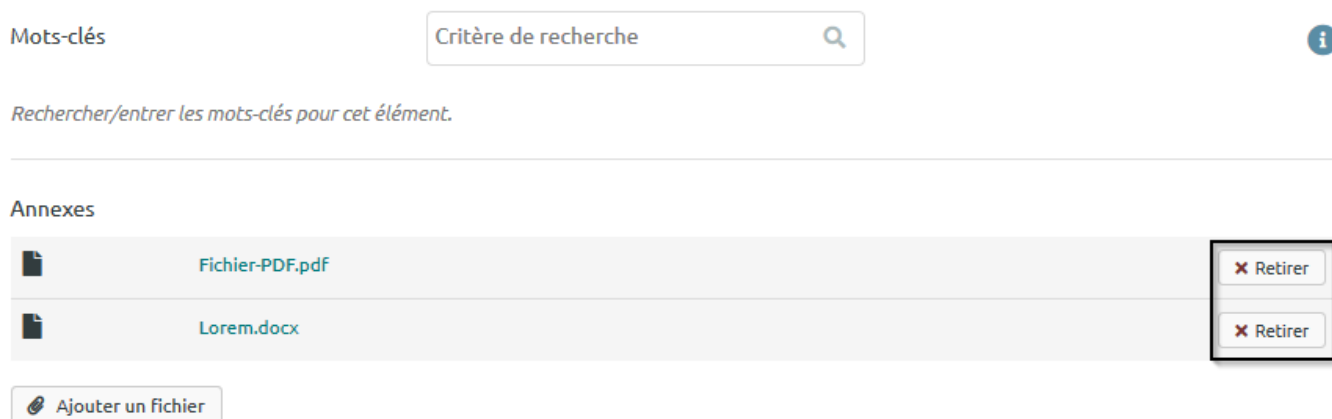 Mots-clés
Critère de recherche
Rechercher/entrer les mots-clés pour cet élément.
Annexes
Fichier-PDF.pdf
Retirer
Lorem.docx
Retirer
Ajouter un fichier